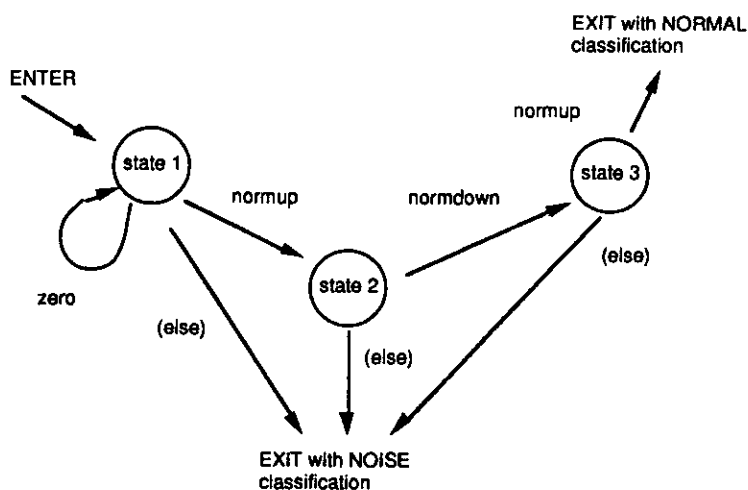 EXIT with NORMAL
classification
ENTER
normup
state 1
state 3
normup
normdown
state 2
(else)
zero
(else)
(else)
EXIT with NOISE
classification